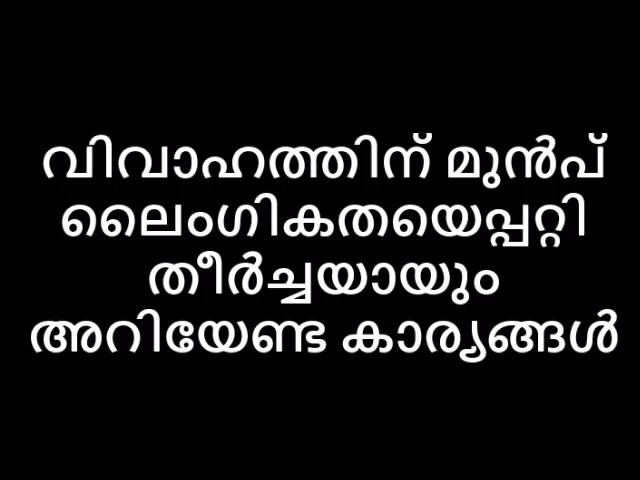 വിവാഹത്തിന് മുൻപ്
ലൈംഗികതയെപ്പറ്റി
തീർച്ചയായും
അറിയേണ്ട കാര്യങ്ങൾ